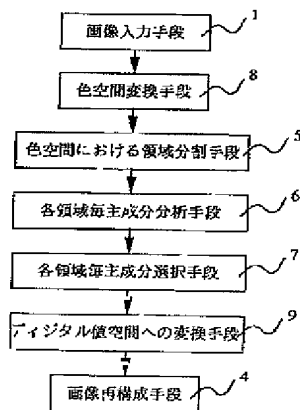 1
画像入力手段
8
色空間変換手段
5
色空間における領域分割手段
6
各領域毎主成分分析手段
7
各領域毎主成分選択手段
9
ディジタル値空間への変換手段
4
画像再構成手段